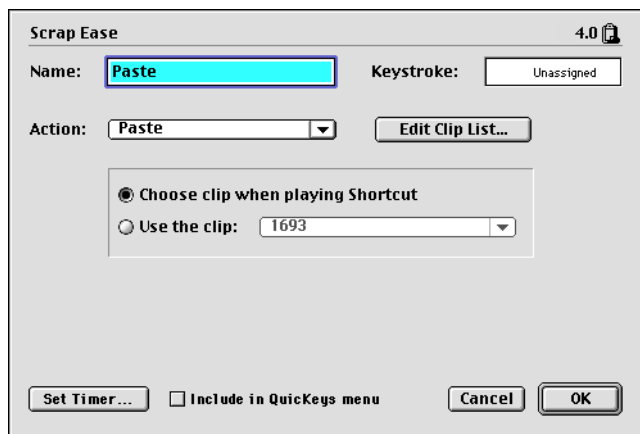 Scrap Ease 4.0
Name: Paste Keystroke: Unassigned
Action: Paste Edit Clip List...
Choose clip when playing Shortcut
Use the clip: 1693
Set Timer... Include in QuicKeys menu Cancel OK